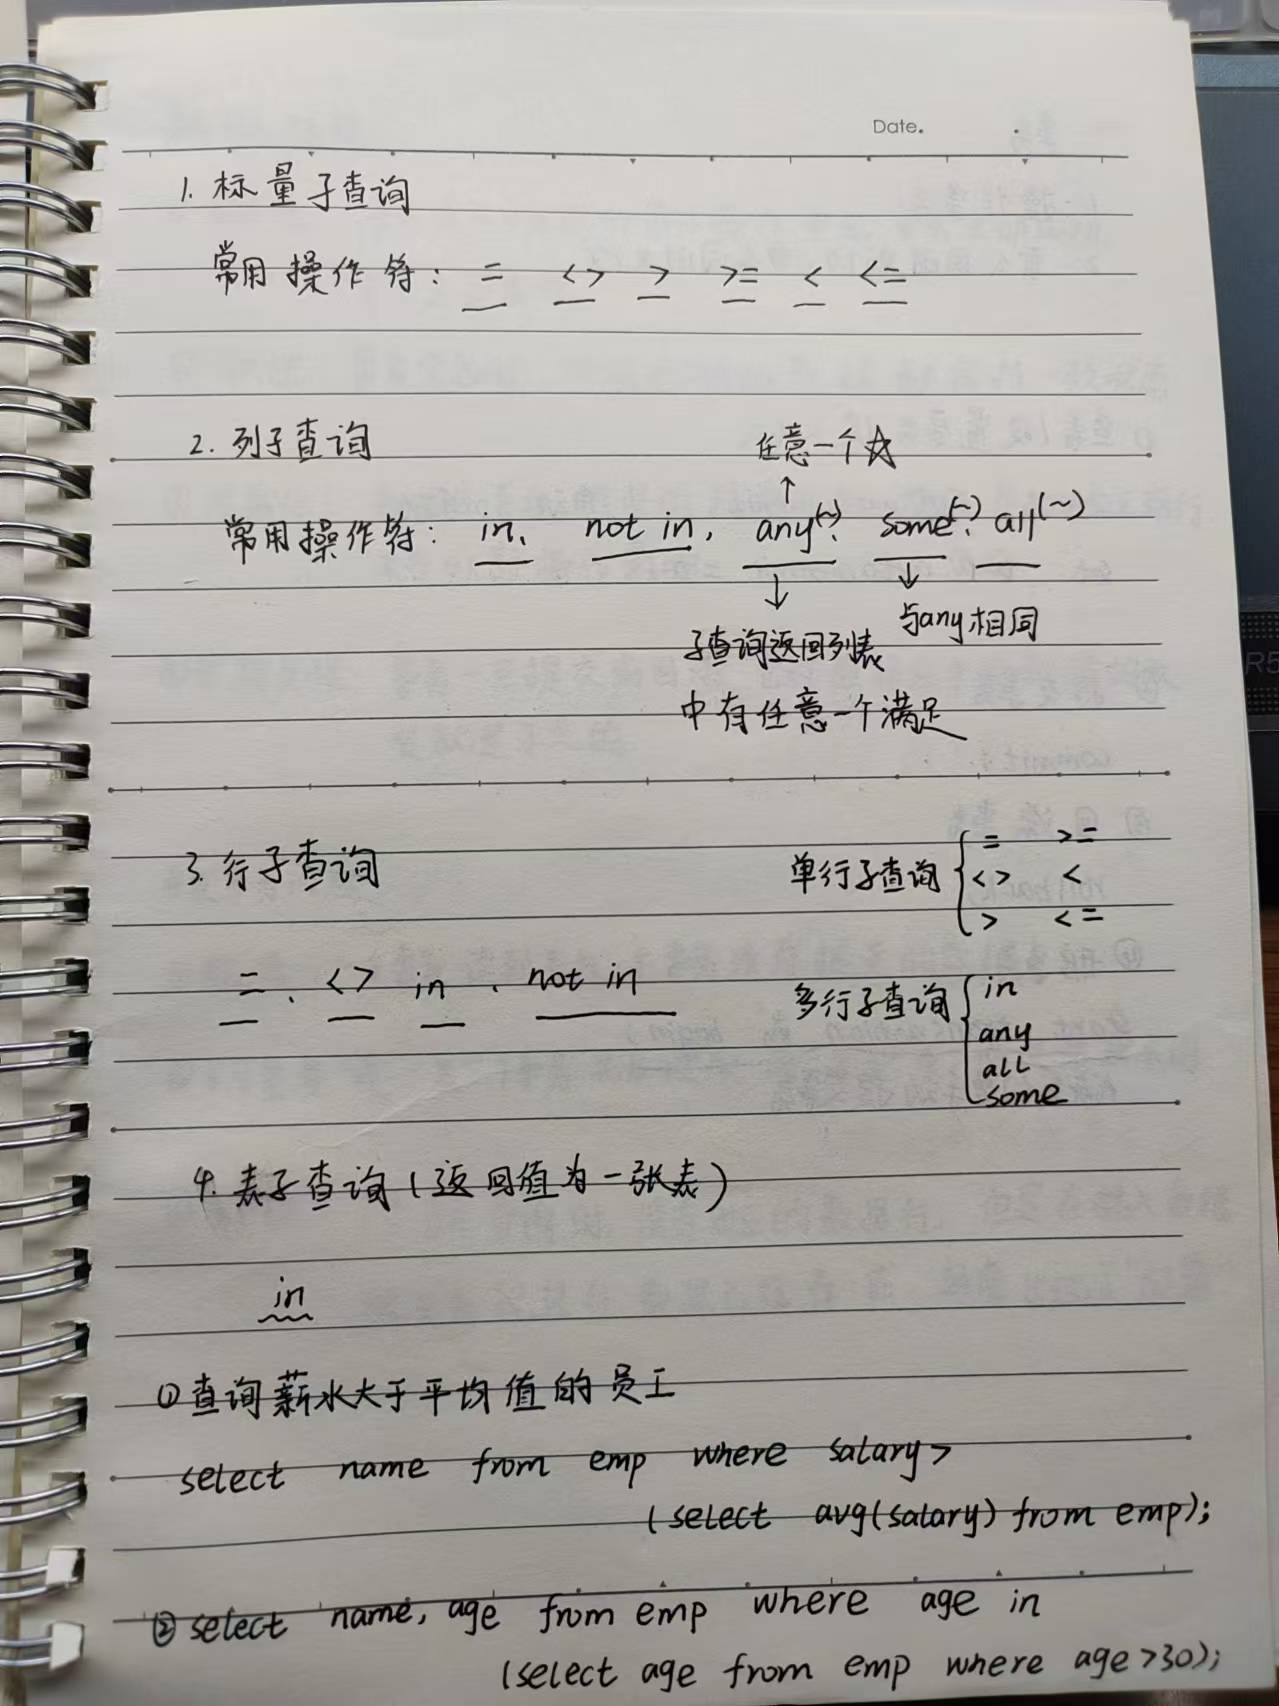 Date.
1. 标量子查询
常用操作符: = <> > >= < <=
2. 列子查询
任意一个
常用操作符: in、 not in, any(~)、 some(~)、 all(~)
与any相同
子查询返回列表
中有任意一个满足
3. 行子查询
单行子查询 = >=
<> <
> <=
=、 <> in 、 not in
多行子查询 in
any
all
some
4. 表子查询(返回值为一张表)
in
①查询薪水大于平均值的员工
select name from emp where salary>
(select avg(salary) from emp);
② select name, age from emp where age in
(select age from emp where age>30);